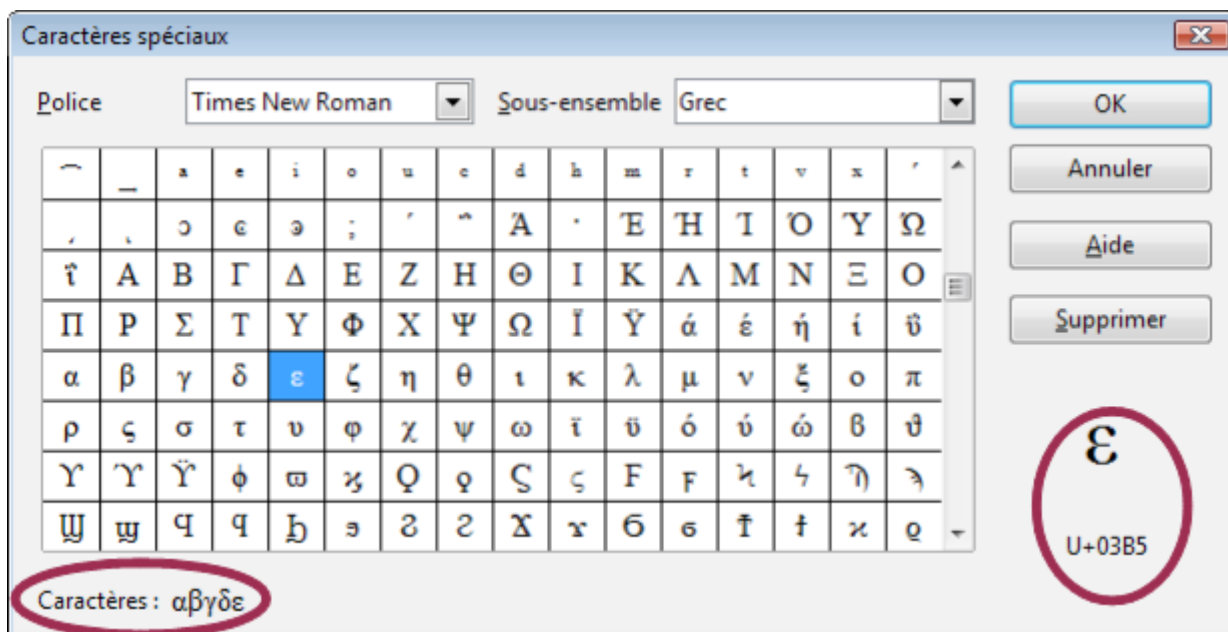 Caractères spéciaux
Police Times New Roman Sous-ensemble Grec OK
Annuler
Aide
Supprimer
a e i o u c d h m r t v x
ͻ ͼ ͽ ; ΄ ΅ Ά · Έ Ή Ί Ό Ύ Ώ
ΐ Α Β Γ Δ Ε Ζ Η Θ Ι Κ Λ Μ Ν Ξ Ο
Π Ρ Σ Τ Υ Φ Χ Ψ Ω Ϊ Ϋ ά έ ή ί ΰ
α β γ δ ε ζ η θ ι κ λ μ ν ξ ο π
ρ ς σ τ υ φ χ ψ ω ϊ ϋ ό ύ ώ ϐ ϑ
ϒ ϓ ϔ ϕ ϖ ϗ Ϙ ϙ Ϛ ϛ Ϝ ϝ Ϟ ϟ Ϡ ϡ
Ϣ ϣ Ϥ ϥ Ϧ ϧ Ϩ ϩ Ϫ ϫ Ϭ ϭ Ϯ ϯ ϰ ϱ
ε
U+03B5
Caractères : αβγδε